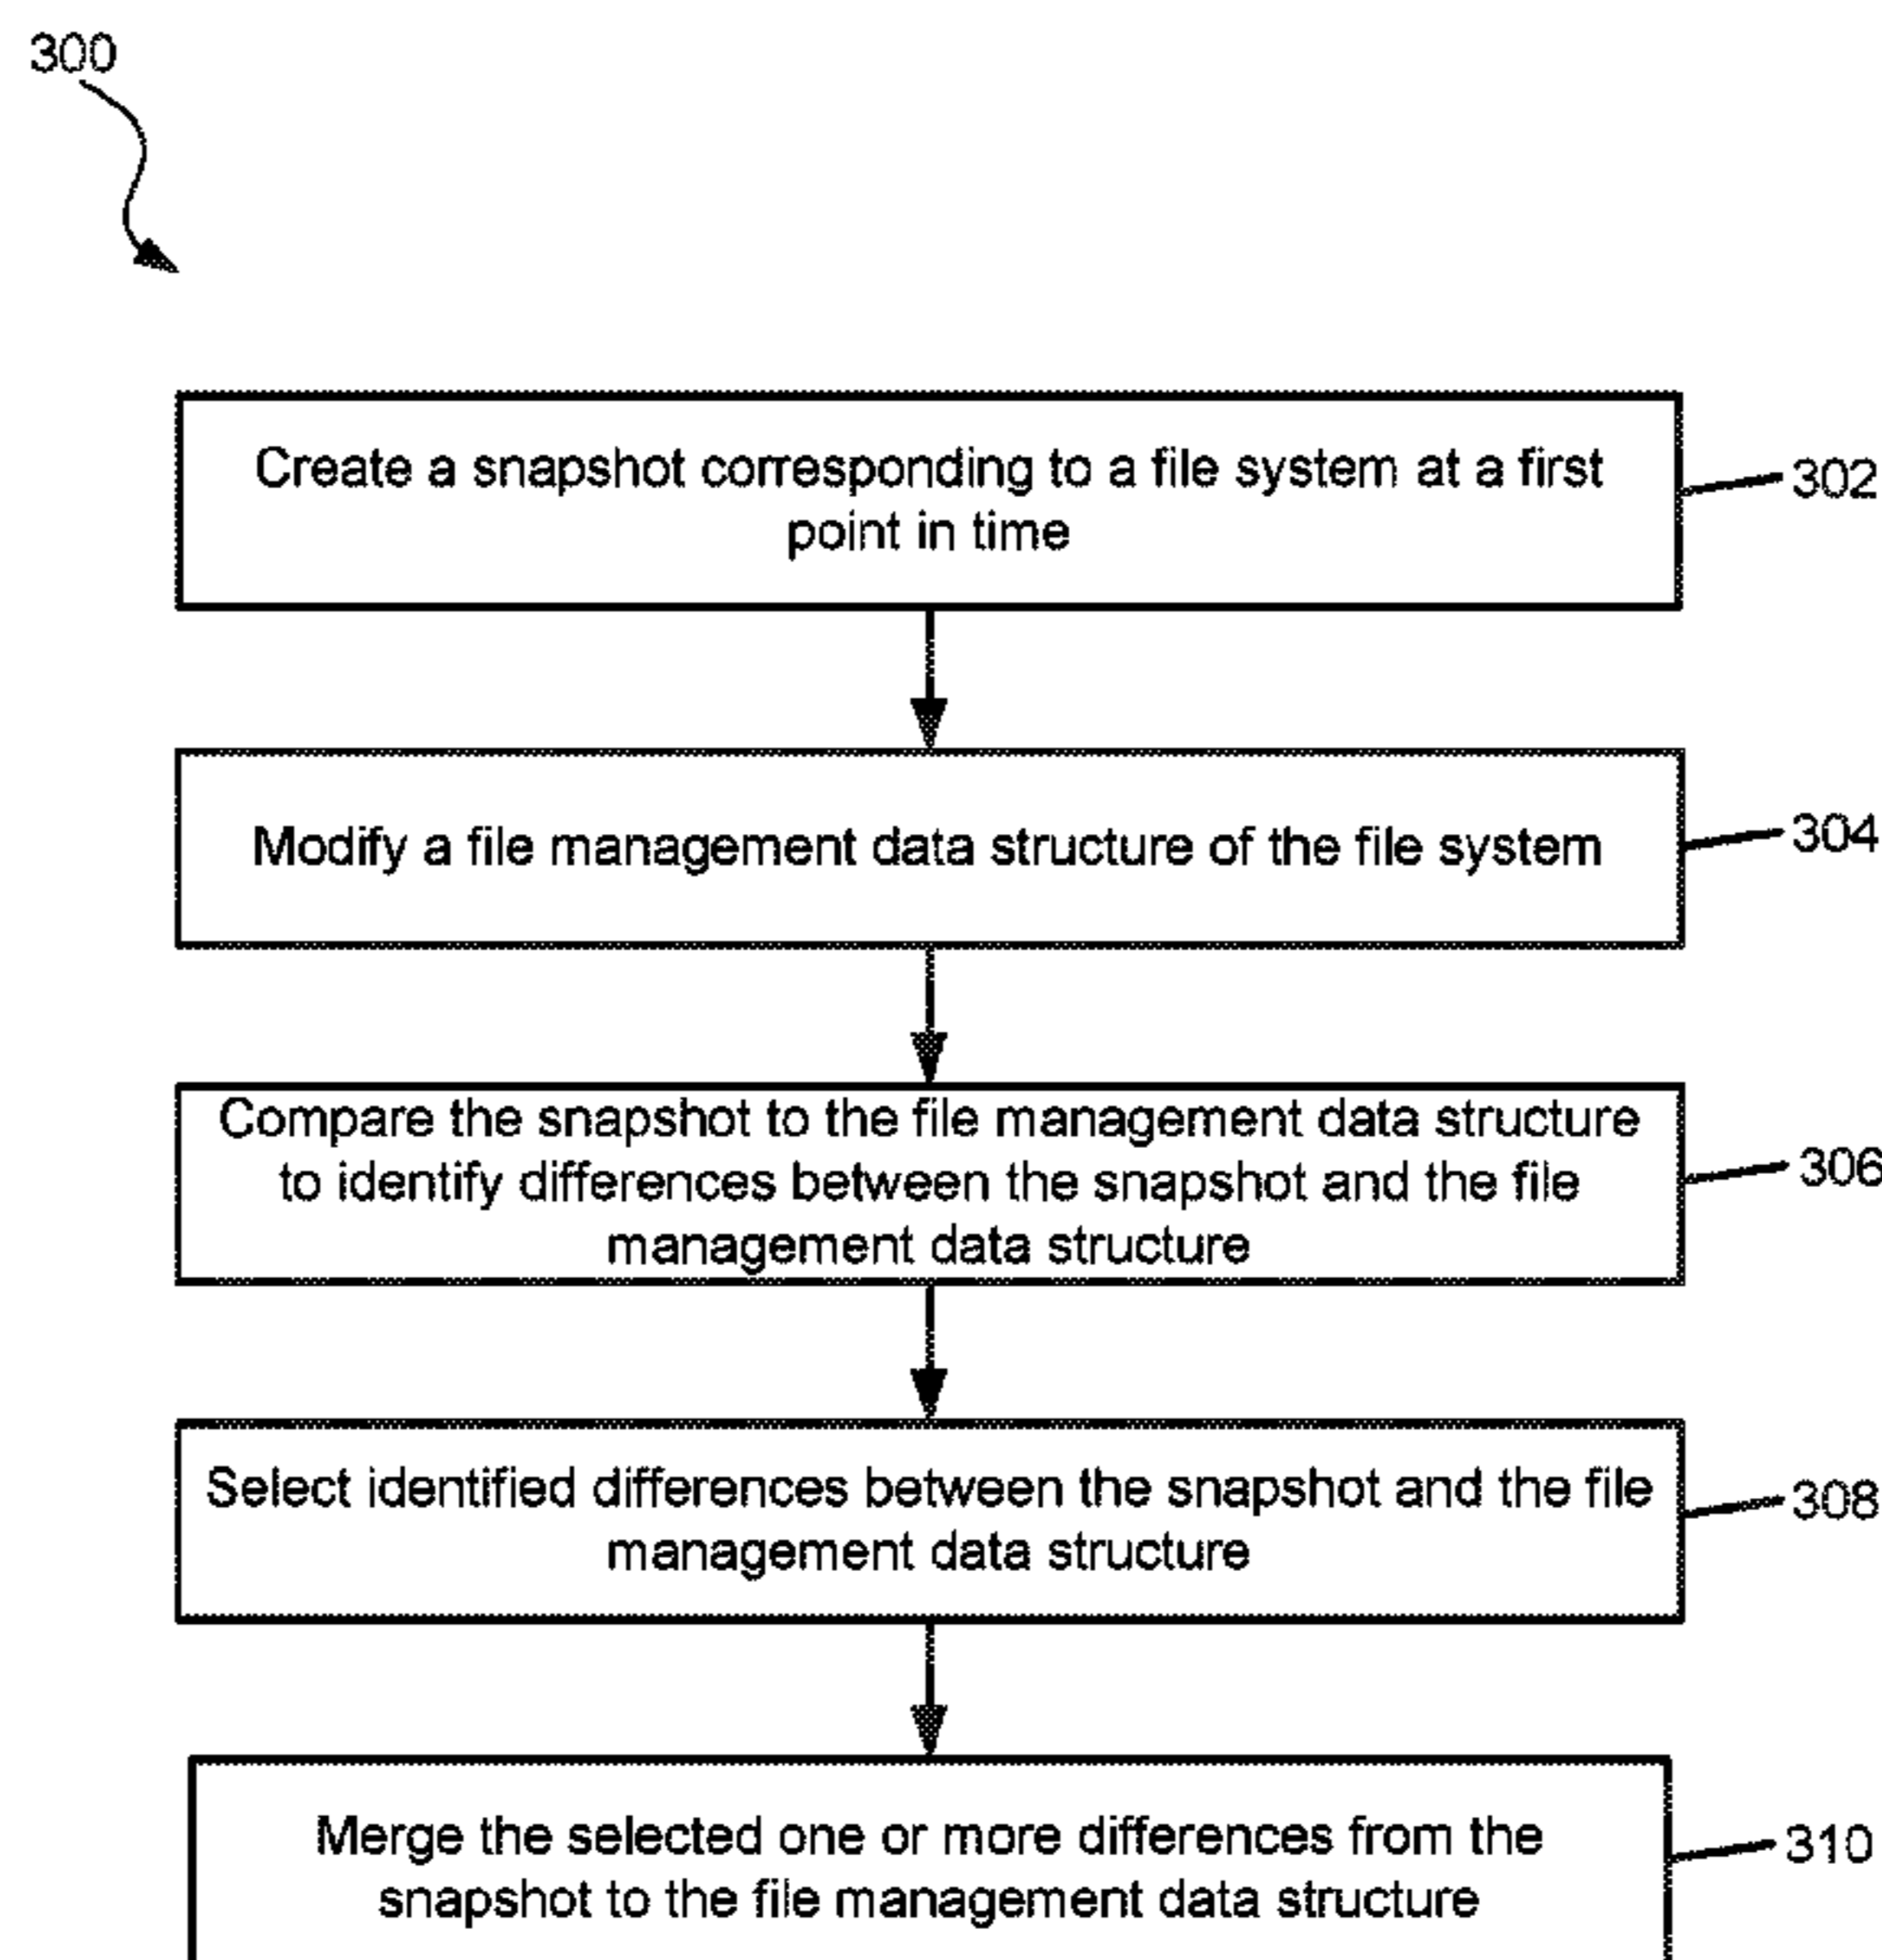 300
Create a snapshot corresponding to a file system at a first
point in time
302
Modify a file management data structure of the file system
304
Compare the snapshot to the file management data structure
to identify differences between the snapshot and the file
management data structure
306
Select identified differences between the snapshot and the file
management data structure
308
Merge the selected one or more differences from the
snapshot to the file management data structure
310